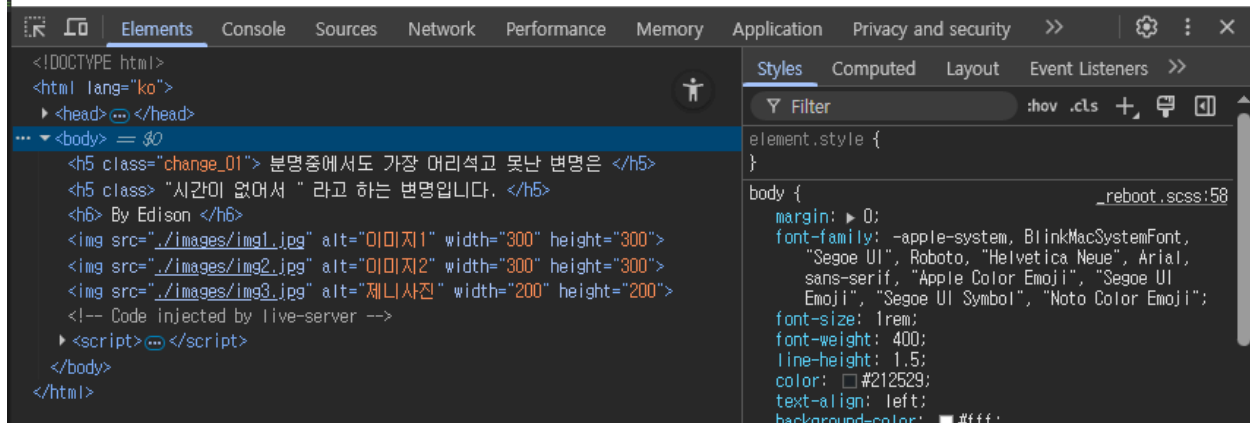 Elements Console Sources Network Performance Memory Application Privacy and security >>
<!DOCTYPE html>
<html lang="ko">
<head>…</head>
<body> == $0
<h5 class="change_01"> 분명중에서도 가장 어리석고 못난 변명은 </h5>
<h5 class> "시간이 없어서 " 라고 하는 변명입니다. </h5>
<h6> By Edison </h6>
<img src="./images/img1.jpg" alt="이미지1" width="300" height="300">
<img src="./images/img2.jpg" alt="이미지2" width="300" height="300">
<img src="./images/img3.jpg" alt="제니사진" width="200" height="200">
<!-- Code injected by live-server -->
<script>…</script>
</body>
</html>
Styles Computed Layout Event Listeners >>
Filter :hov .cls
element.style {
}
body { _reboot.scss:58
margin: 0;
font-family: -apple-system, BlinkMacSystemFont,
"Segoe UI", Roboto, "Helvetica Neue", Arial,
sans-serif, "Apple Color Emoji", "Segoe UI
Emoji", "Segoe UI Symbol", "Noto Color Emoji";
font-size: 1rem;
font-weight: 400;
line-height: 1.5;
color: #212529;
text-align: left;
background-color: #fff;